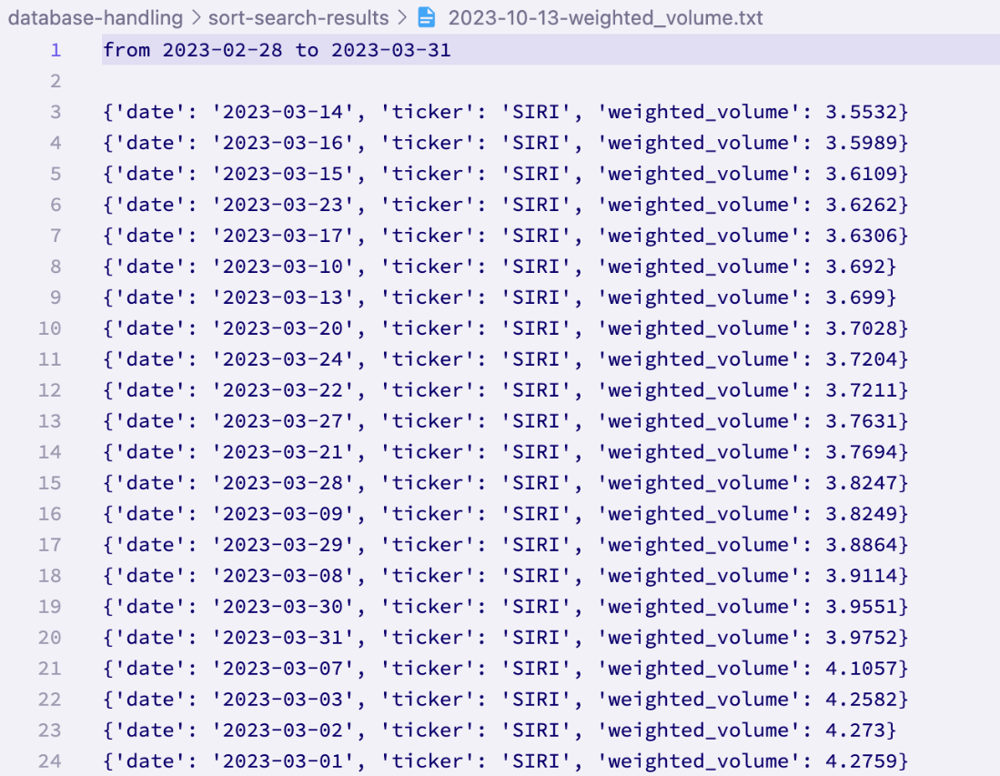 database-handling > sort-search-results > 2023-10-13-weighted_volume.txt
1 from 2023-02-28 to 2023-03-31
2
3 {'date': '2023-03-14', 'ticker': 'SIRI', 'weighted_volume': 3.5532}
4 {'date': '2023-03-16', 'ticker': 'SIRI', 'weighted_volume': 3.5989}
5 {'date': '2023-03-15', 'ticker': 'SIRI', 'weighted_volume': 3.6109}
6 {'date': '2023-03-23', 'ticker': 'SIRI', 'weighted_volume': 3.6262}
7 {'date': '2023-03-17', 'ticker': 'SIRI', 'weighted_volume': 3.6306}
8 {'date': '2023-03-10', 'ticker': 'SIRI', 'weighted_volume': 3.692}
9 {'date': '2023-03-13', 'ticker': 'SIRI', 'weighted_volume': 3.699}
10 {'date': '2023-03-20', 'ticker': 'SIRI', 'weighted_volume': 3.7028}
11 {'date': '2023-03-24', 'ticker': 'SIRI', 'weighted_volume': 3.7204}
12 {'date': '2023-03-22', 'ticker': 'SIRI', 'weighted_volume': 3.7211}
13 {'date': '2023-03-27', 'ticker': 'SIRI', 'weighted_volume': 3.7631}
14 {'date': '2023-03-21', 'ticker': 'SIRI', 'weighted_volume': 3.7694}
15 {'date': '2023-03-28', 'ticker': 'SIRI', 'weighted_volume': 3.8247}
16 {'date': '2023-03-09', 'ticker': 'SIRI', 'weighted_volume': 3.8249}
17 {'date': '2023-03-29', 'ticker': 'SIRI', 'weighted_volume': 3.8864}
18 {'date': '2023-03-08', 'ticker': 'SIRI', 'weighted_volume': 3.9114}
19 {'date': '2023-03-30', 'ticker': 'SIRI', 'weighted_volume': 3.9551}
20 {'date': '2023-03-31', 'ticker': 'SIRI', 'weighted_volume': 3.9752}
21 {'date': '2023-03-07', 'ticker': 'SIRI', 'weighted_volume': 4.1057}
22 {'date': '2023-03-03', 'ticker': 'SIRI', 'weighted_volume': 4.2582}
23 {'date': '2023-03-02', 'ticker': 'SIRI', 'weighted_volume': 4.273}
24 {'date': '2023-03-01', 'ticker': 'SIRI', 'weighted_volume': 4.2759}